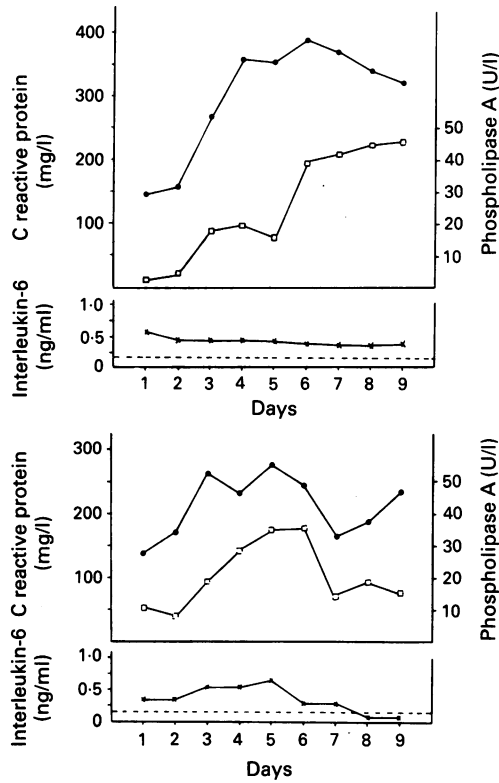 400
300
200
100
C reactive protein
(mg/l)
50
40
30
20
10
Phospholipase A (U/l)
1·0
0·5
0
Interleukin-6
(ng/ml)
1 2 3 4 5 6 7 8 9
Days
300
200
100
C reactive protein
(mg/l)
50
40
30
20
10
Phospholipase A (U/l)
1·0
0·5
0
Interleukin-6
(ng/ml)
1 2 3 4 5 6 7 8 9
Days